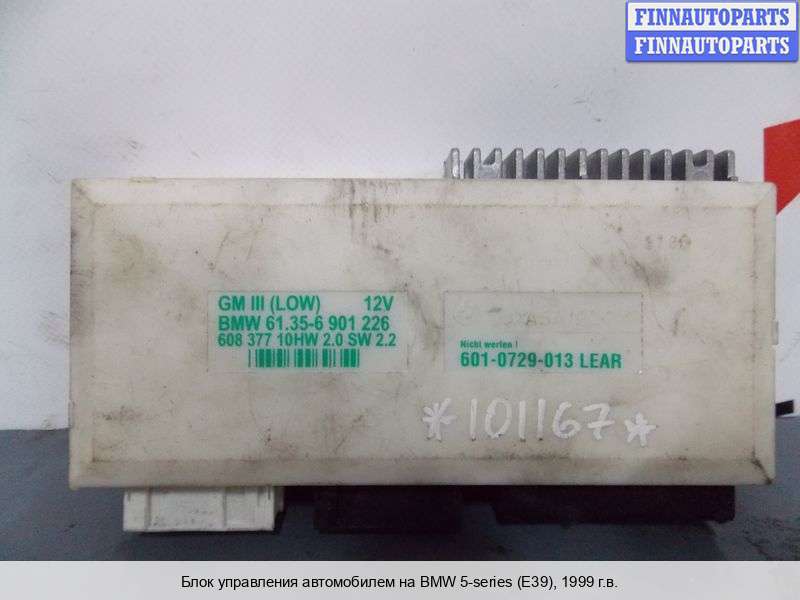 FINNAUTOPARTS
FINNAUTOPARTS
GM III (LOW) 12V
BMW 61.35-6 901 226
608 377 10HW 2.0 SW 2.2
Nicht werfen !
601-0729-013 LEAR
*101167*
Блок управления автомобилем на BMW 5-series (E39), 1999 г.в.